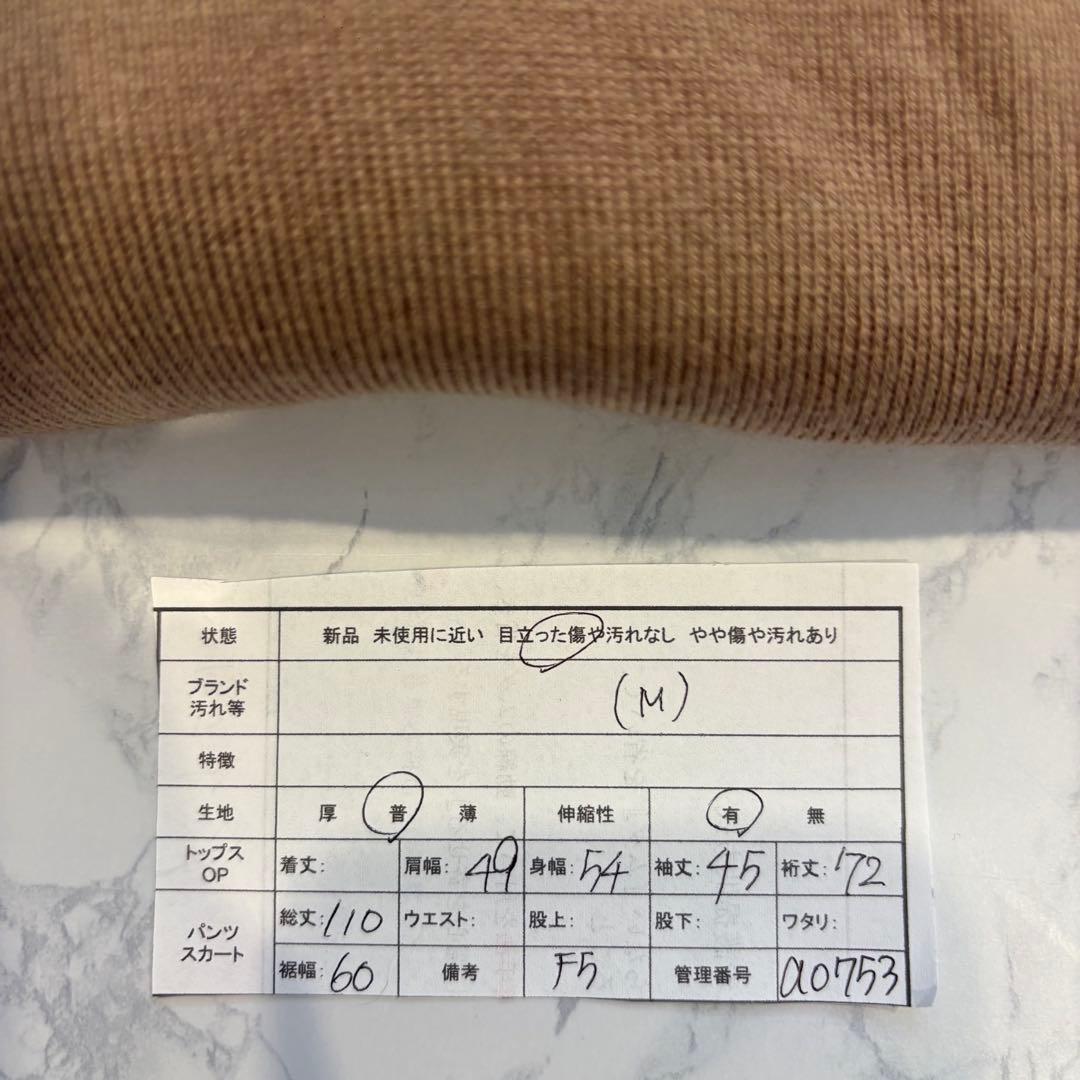 状態 新品 未使用に近い 目立った傷や汚れなし やや傷や汚れあり
ブランド
汚れ等 (M)
特徴
生地 厚 普 薄 伸縮性 有 無
トップス
OP 着丈: 肩幅: 49 身幅: 54 袖丈: 45 裄丈: 72
パンツ
スカート 総丈: 110 ウエスト: 股上: 股下: ワタリ:
裾幅: 60 備考 F5 管理番号 a0753